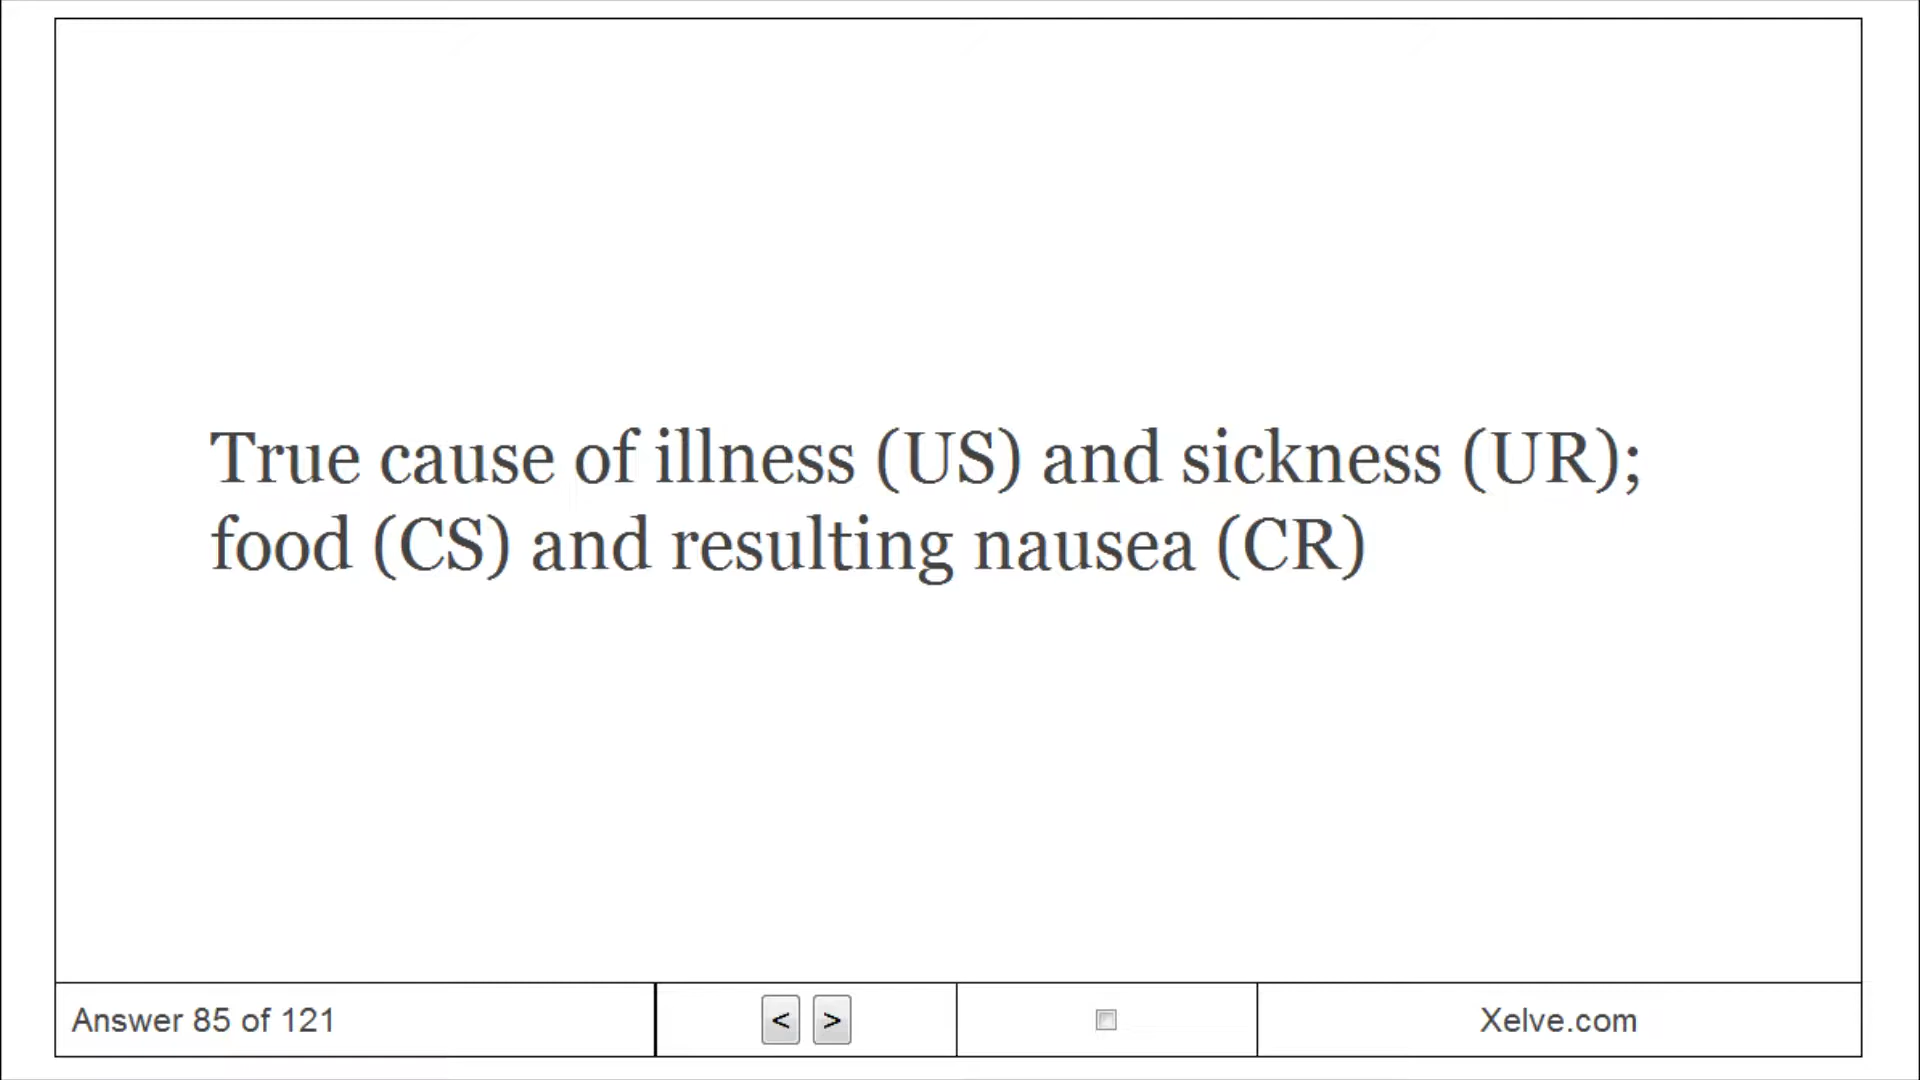 True cause of illness (US) and sickness (UR);
food (CS) and resulting nausea (CR)
Answer 85 of 121
<
>
Xelve.com